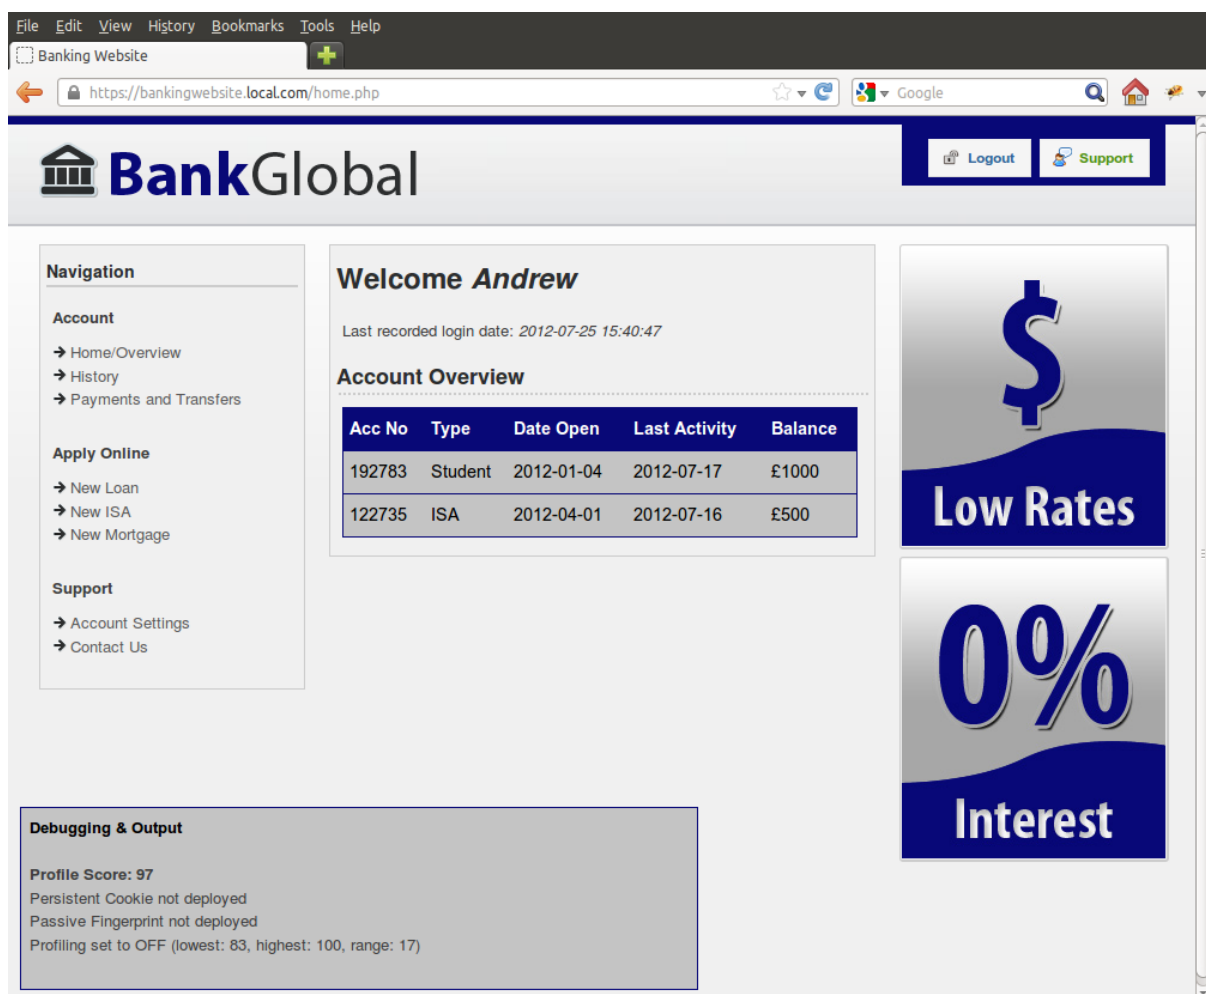 File Edit View History Bookmarks Tools Help
Banking Website
https://bankingwebsite.local.com/home.php
Google
BankGlobal
Logout
Support
Navigation
Account
Home/Overview
History
Payments and Transfers
Apply Online
New Loan
New ISA
New Mortgage
Support
Account Settings
Contact Us
Welcome Andrew
Last recorded login date: 2012-07-25 15:40:47
Account Overview
Acc No Type Date Open Last Activity Balance
192783 Student 2012-01-04 2012-07-17 £1000
122735 ISA 2012-04-01 2012-07-16 £500
$
Low Rates
0%
Interest
Debugging & Output
Profile Score: 97
Persistent Cookie not deployed
Passive Fingerprint not deployed
Profiling set to OFF (lowest: 83, highest: 100, range: 17)